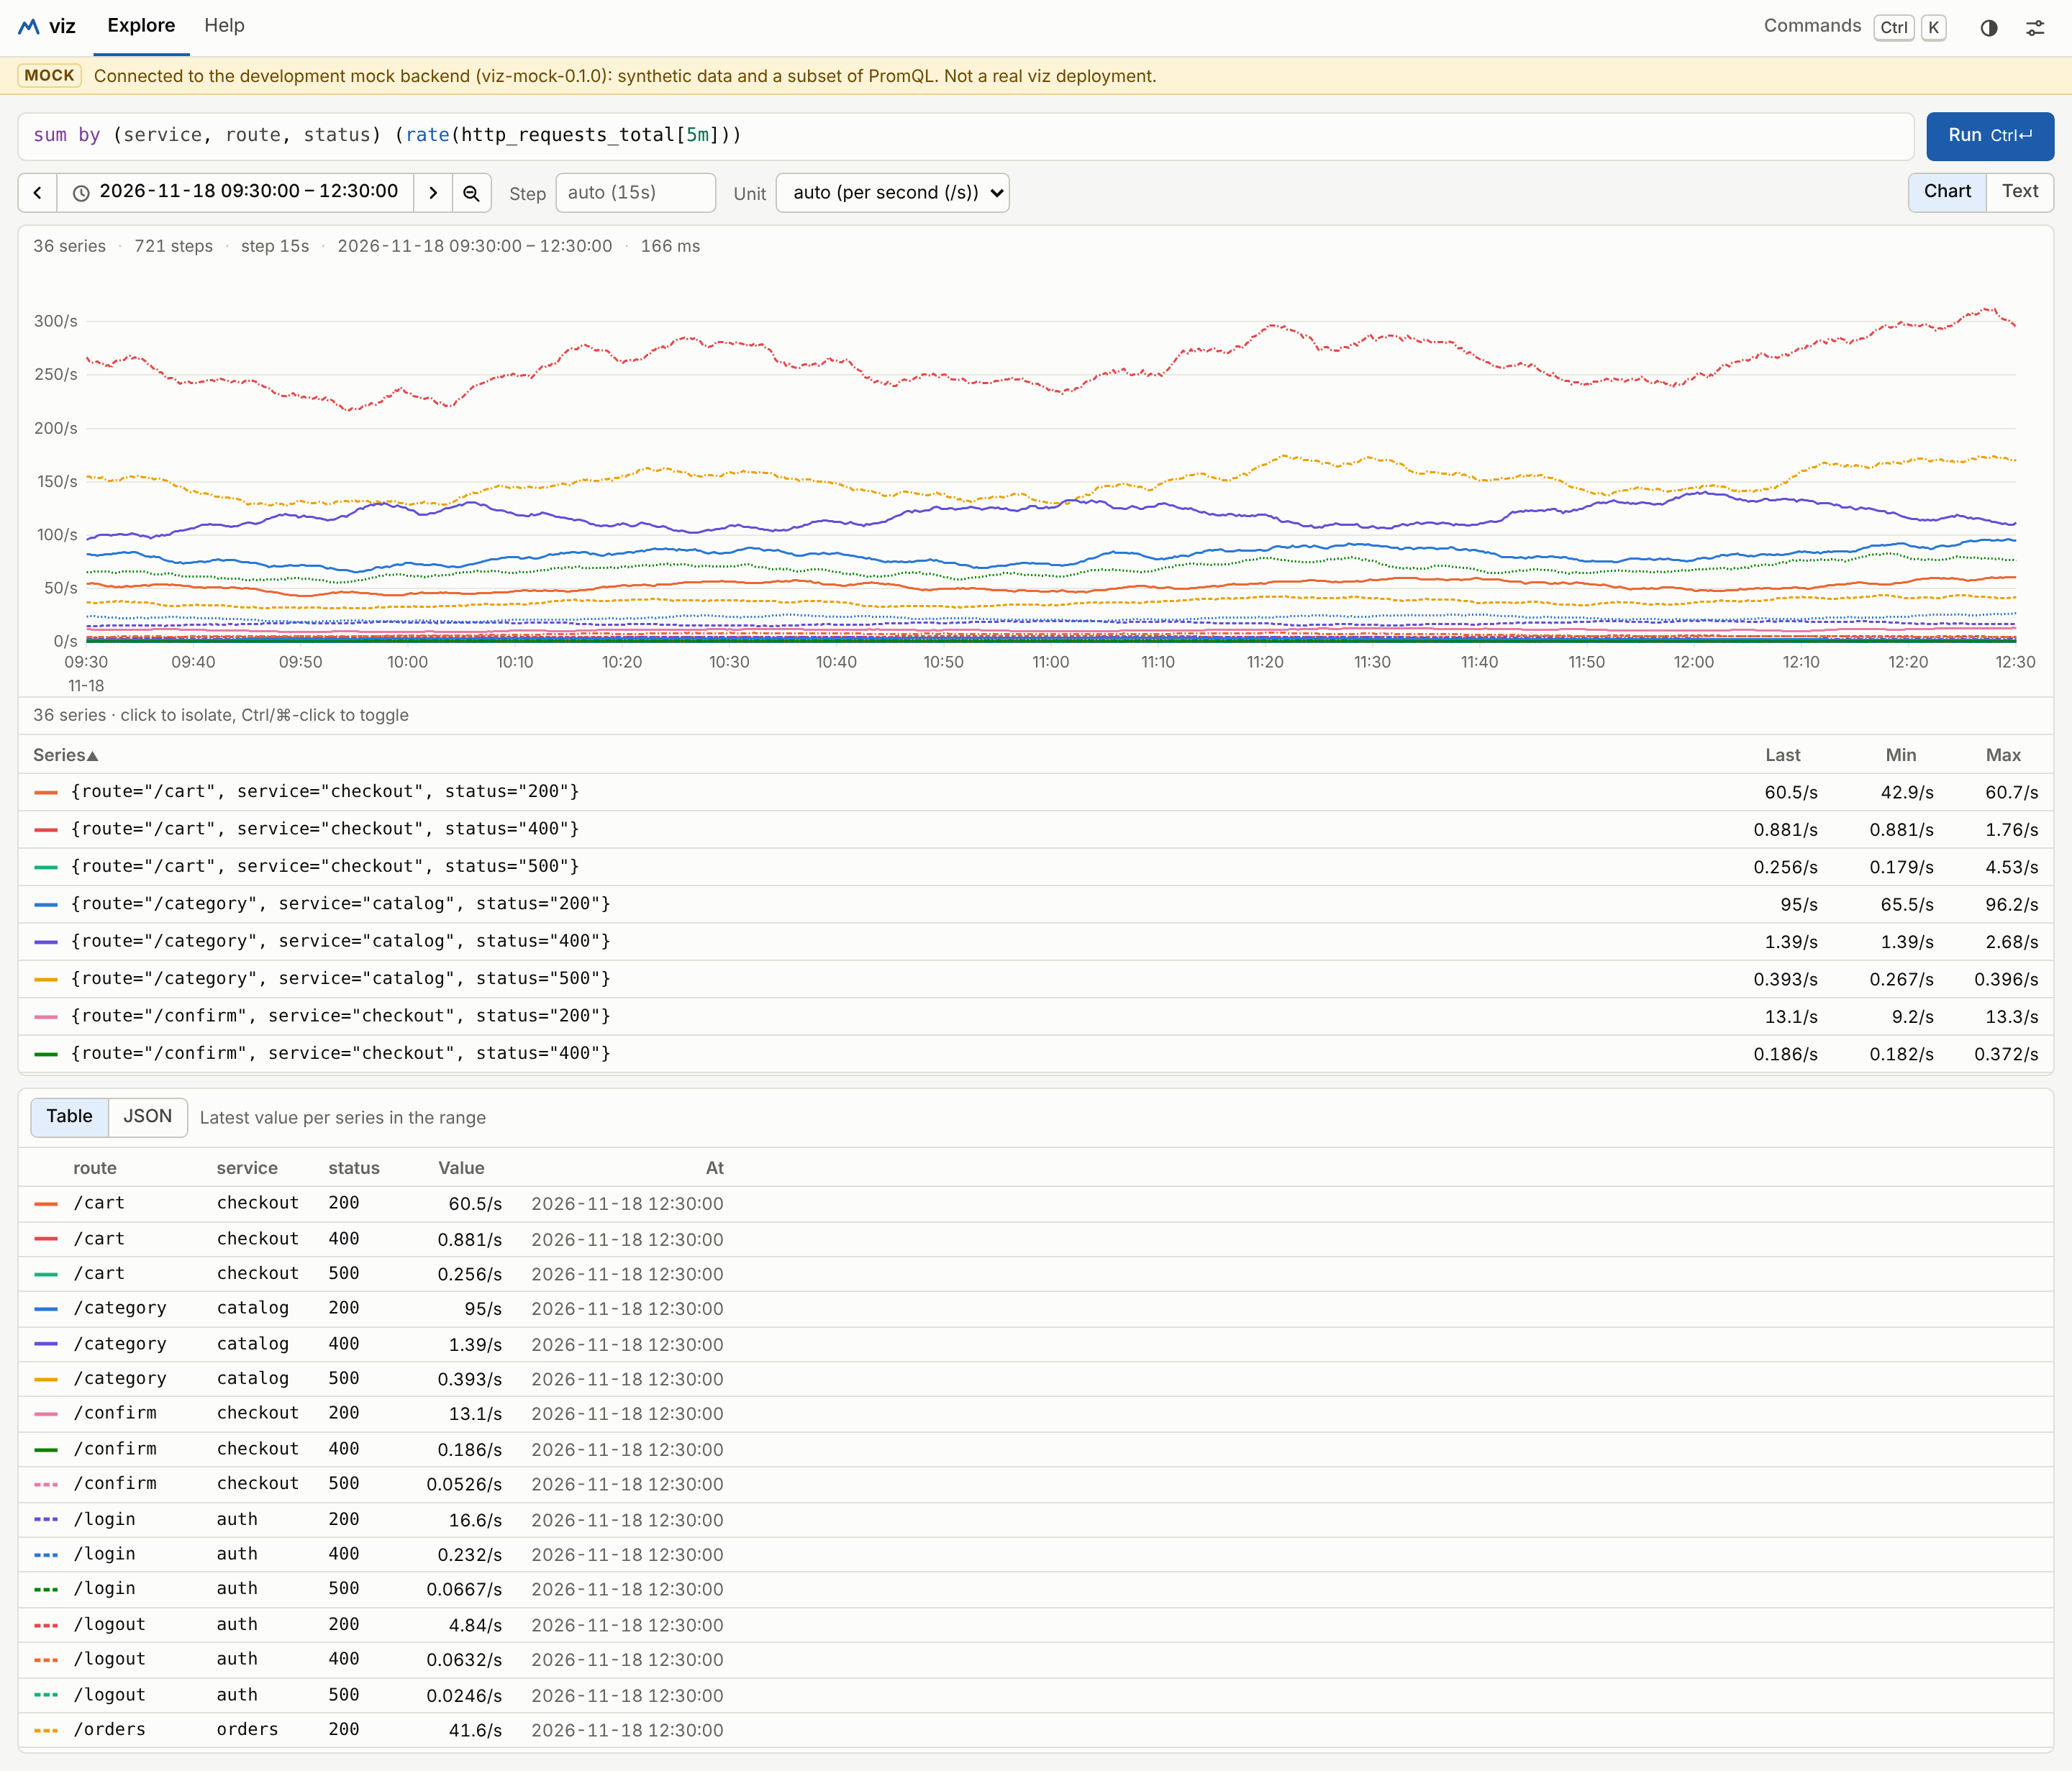 viz Explore Help Commands Ctrl K
MOCK Connected to the development mock backend (viz-mock-0.1.0): synthetic data and a subset of PromQL. Not a real viz deployment.
sum by (service, route, status) (rate(http_requests_total[5m])) Run Ctrl↵
2026-11-18 09:30:00 – 12:30:00 Step auto (15s) Unit auto (per second (/s)) Chart Text
36 series · 721 steps · step 15s · 2026-11-18 09:30:00 – 12:30:00 · 166 ms
300/s
250/s
200/s
150/s
100/s
50/s
0/s
09:30 09:40 09:50 10:00 10:10 10:20 10:30 10:40 10:50 11:00 11:10 11:20 11:30 11:40 11:50 12:00 12:10 12:20 12:30
11-18
36 series · click to isolate, Ctrl/⌘-click to toggle
Series▲ Last Min Max
{route="/cart", service="checkout", status="200"} 60.5/s 42.9/s 60.7/s
{route="/cart", service="checkout", status="400"} 0.881/s 0.881/s 1.76/s
{route="/cart", service="checkout", status="500"} 0.256/s 0.179/s 4.53/s
{route="/category", service="catalog", status="200"} 95/s 65.5/s 96.2/s
{route="/category", service="catalog", status="400"} 1.39/s 1.39/s 2.68/s
{route="/category", service="catalog", status="500"} 0.393/s 0.267/s 0.396/s
{route="/confirm", service="checkout", status="200"} 13.1/s 9.2/s 13.3/s
{route="/confirm", service="checkout", status="400"} 0.186/s 0.182/s 0.372/s
Table JSON Latest value per series in the range
route service status Value At
/cart checkout 200 60.5/s 2026-11-18 12:30:00
/cart checkout 400 0.881/s 2026-11-18 12:30:00
/cart checkout 500 0.256/s 2026-11-18 12:30:00
/category catalog 200 95/s 2026-11-18 12:30:00
/category catalog 400 1.39/s 2026-11-18 12:30:00
/category catalog 500 0.393/s 2026-11-18 12:30:00
/confirm checkout 200 13.1/s 2026-11-18 12:30:00
/confirm checkout 400 0.186/s 2026-11-18 12:30:00
/confirm checkout 500 0.0526/s 2026-11-18 12:30:00
/login auth 200 16.6/s 2026-11-18 12:30:00
/login auth 400 0.232/s 2026-11-18 12:30:00
/login auth 500 0.0667/s 2026-11-18 12:30:00
/logout auth 200 4.84/s 2026-11-18 12:30:00
/logout auth 400 0.0632/s 2026-11-18 12:30:00
/logout auth 500 0.0246/s 2026-11-18 12:30:00
/orders orders 200 41.6/s 2026-11-18 12:30:00